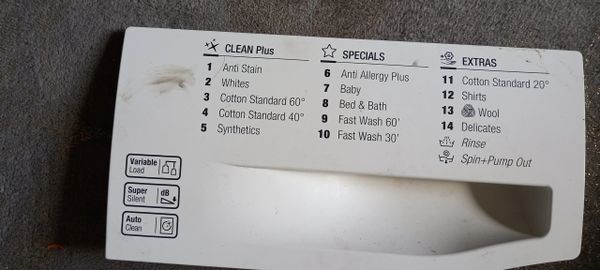 CLEAN Plus
1 Anti Stain
2 Whites
3 Cotton Standard 60°
4 Cotton Standard 40°
5 Synthetics
SPECIALS
6 Anti Allergy Plus
7 Baby
8 Bed & Bath
9 Fast Wash 60'
10 Fast Wash 30'
EXTRAS
11 Cotton Standard 20°
12 Shirts
13 Wool
14 Delicates
Rinse
Spin+Pump Out
Variable
Load
Super
Silent
dB
Auto
Clean